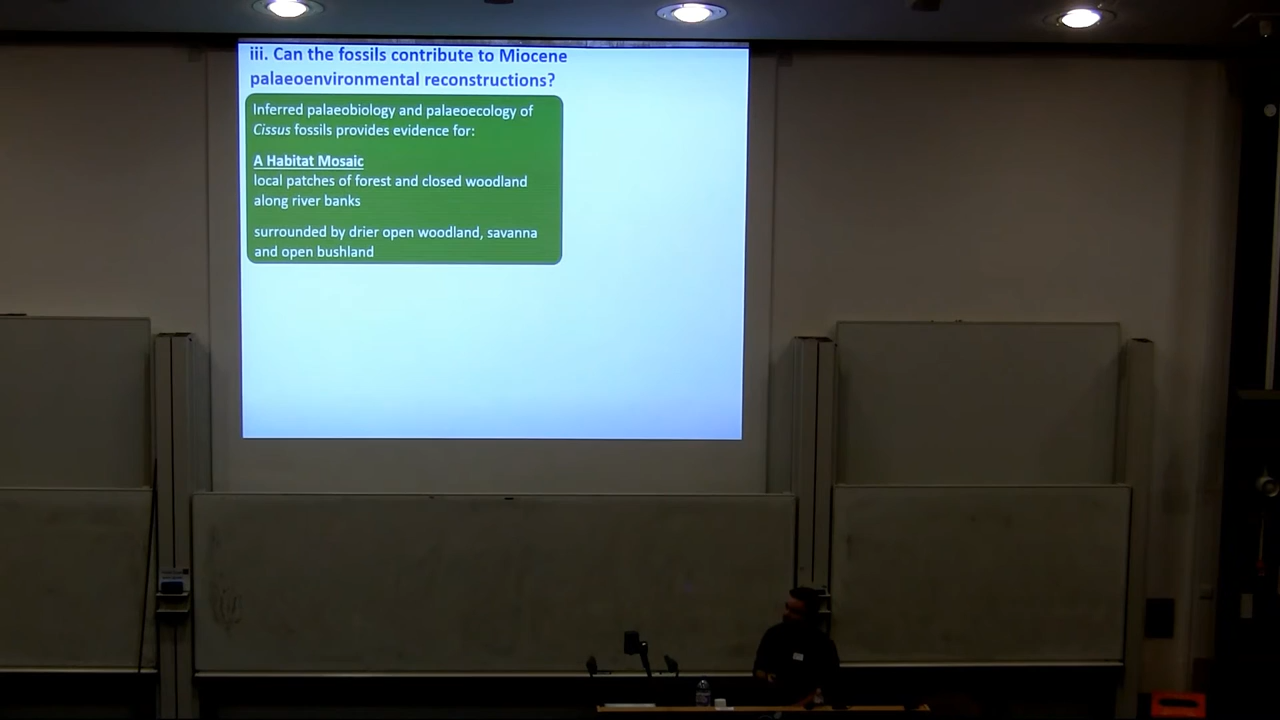 iii. Can the fossils contribute to Miocene
palaeoenvironmental reconstructions?
Inferred palaeobiology and palaeoecology of
Cissus fossils provides evidence for:
A Habitat Mosaic
local patches of forest and closed woodland
along river banks
surrounded by drier open woodland, savanna
and open bushland